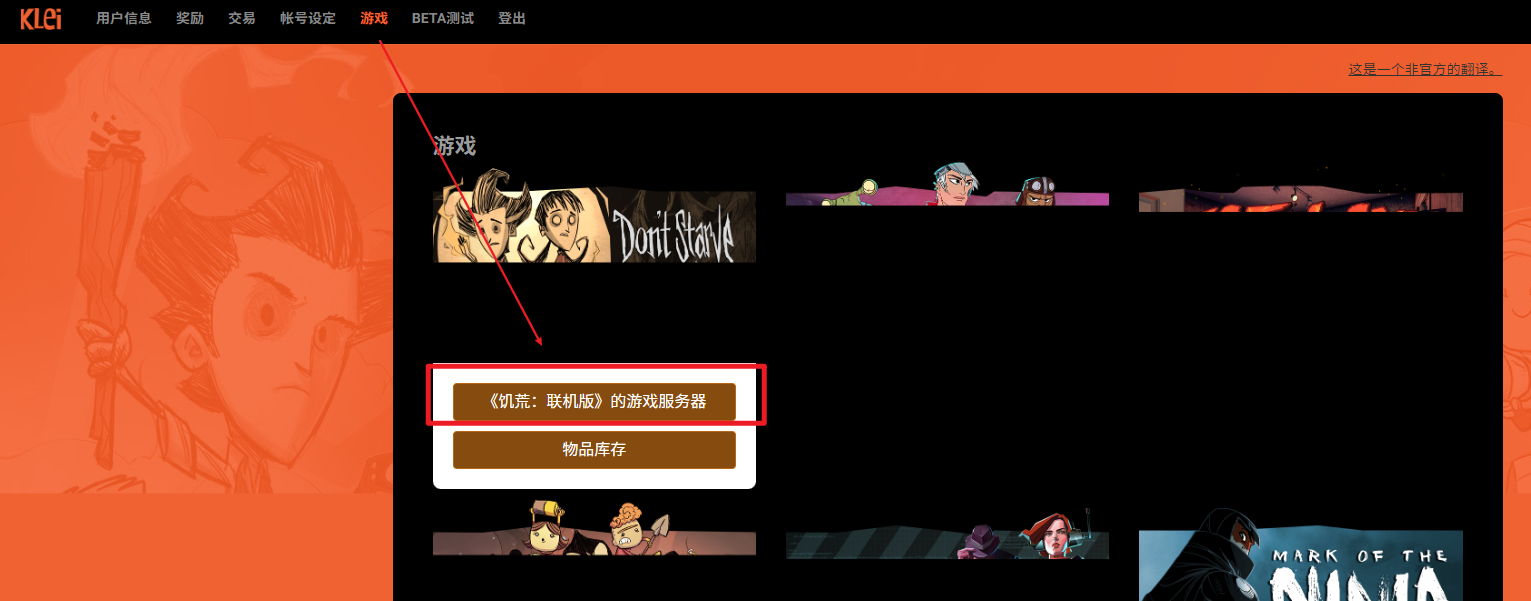 Klei 用户信息 奖励 交易 帐号设定 游戏 BETA测试 登出
这是一个非官方的翻译。
游戏
Don't Starve
《饥荒：联机版》的游戏服务器
物品库存
MARK OF THE
NINJA